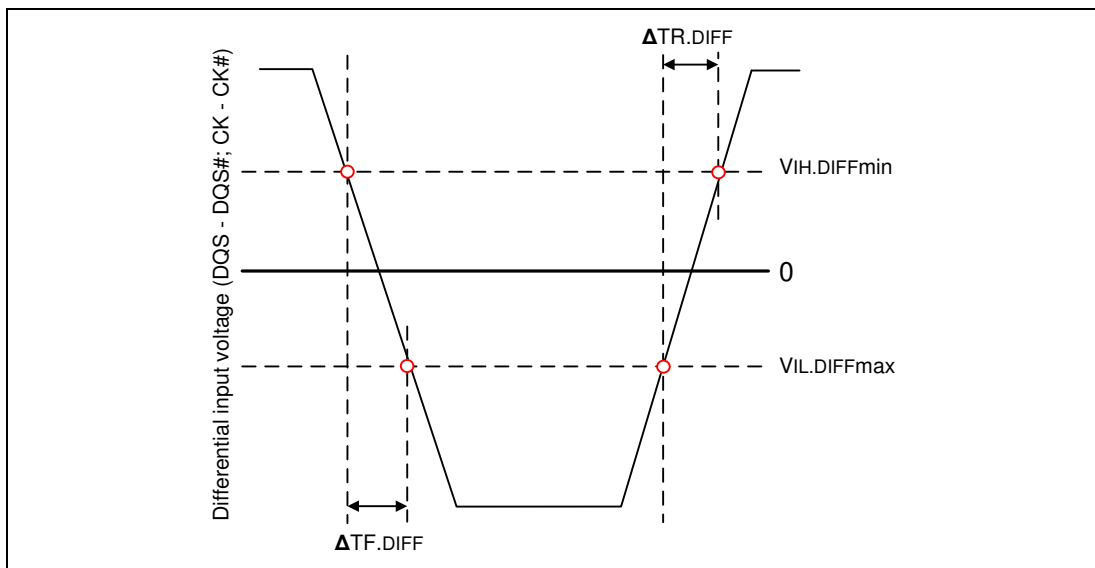 ΔTR.DIFF
Differential input voltage (DQS - DQS#; CK - CK#)
VIH.DIFFmin
0
VIL.DIFFmax
ΔTF.DIFF